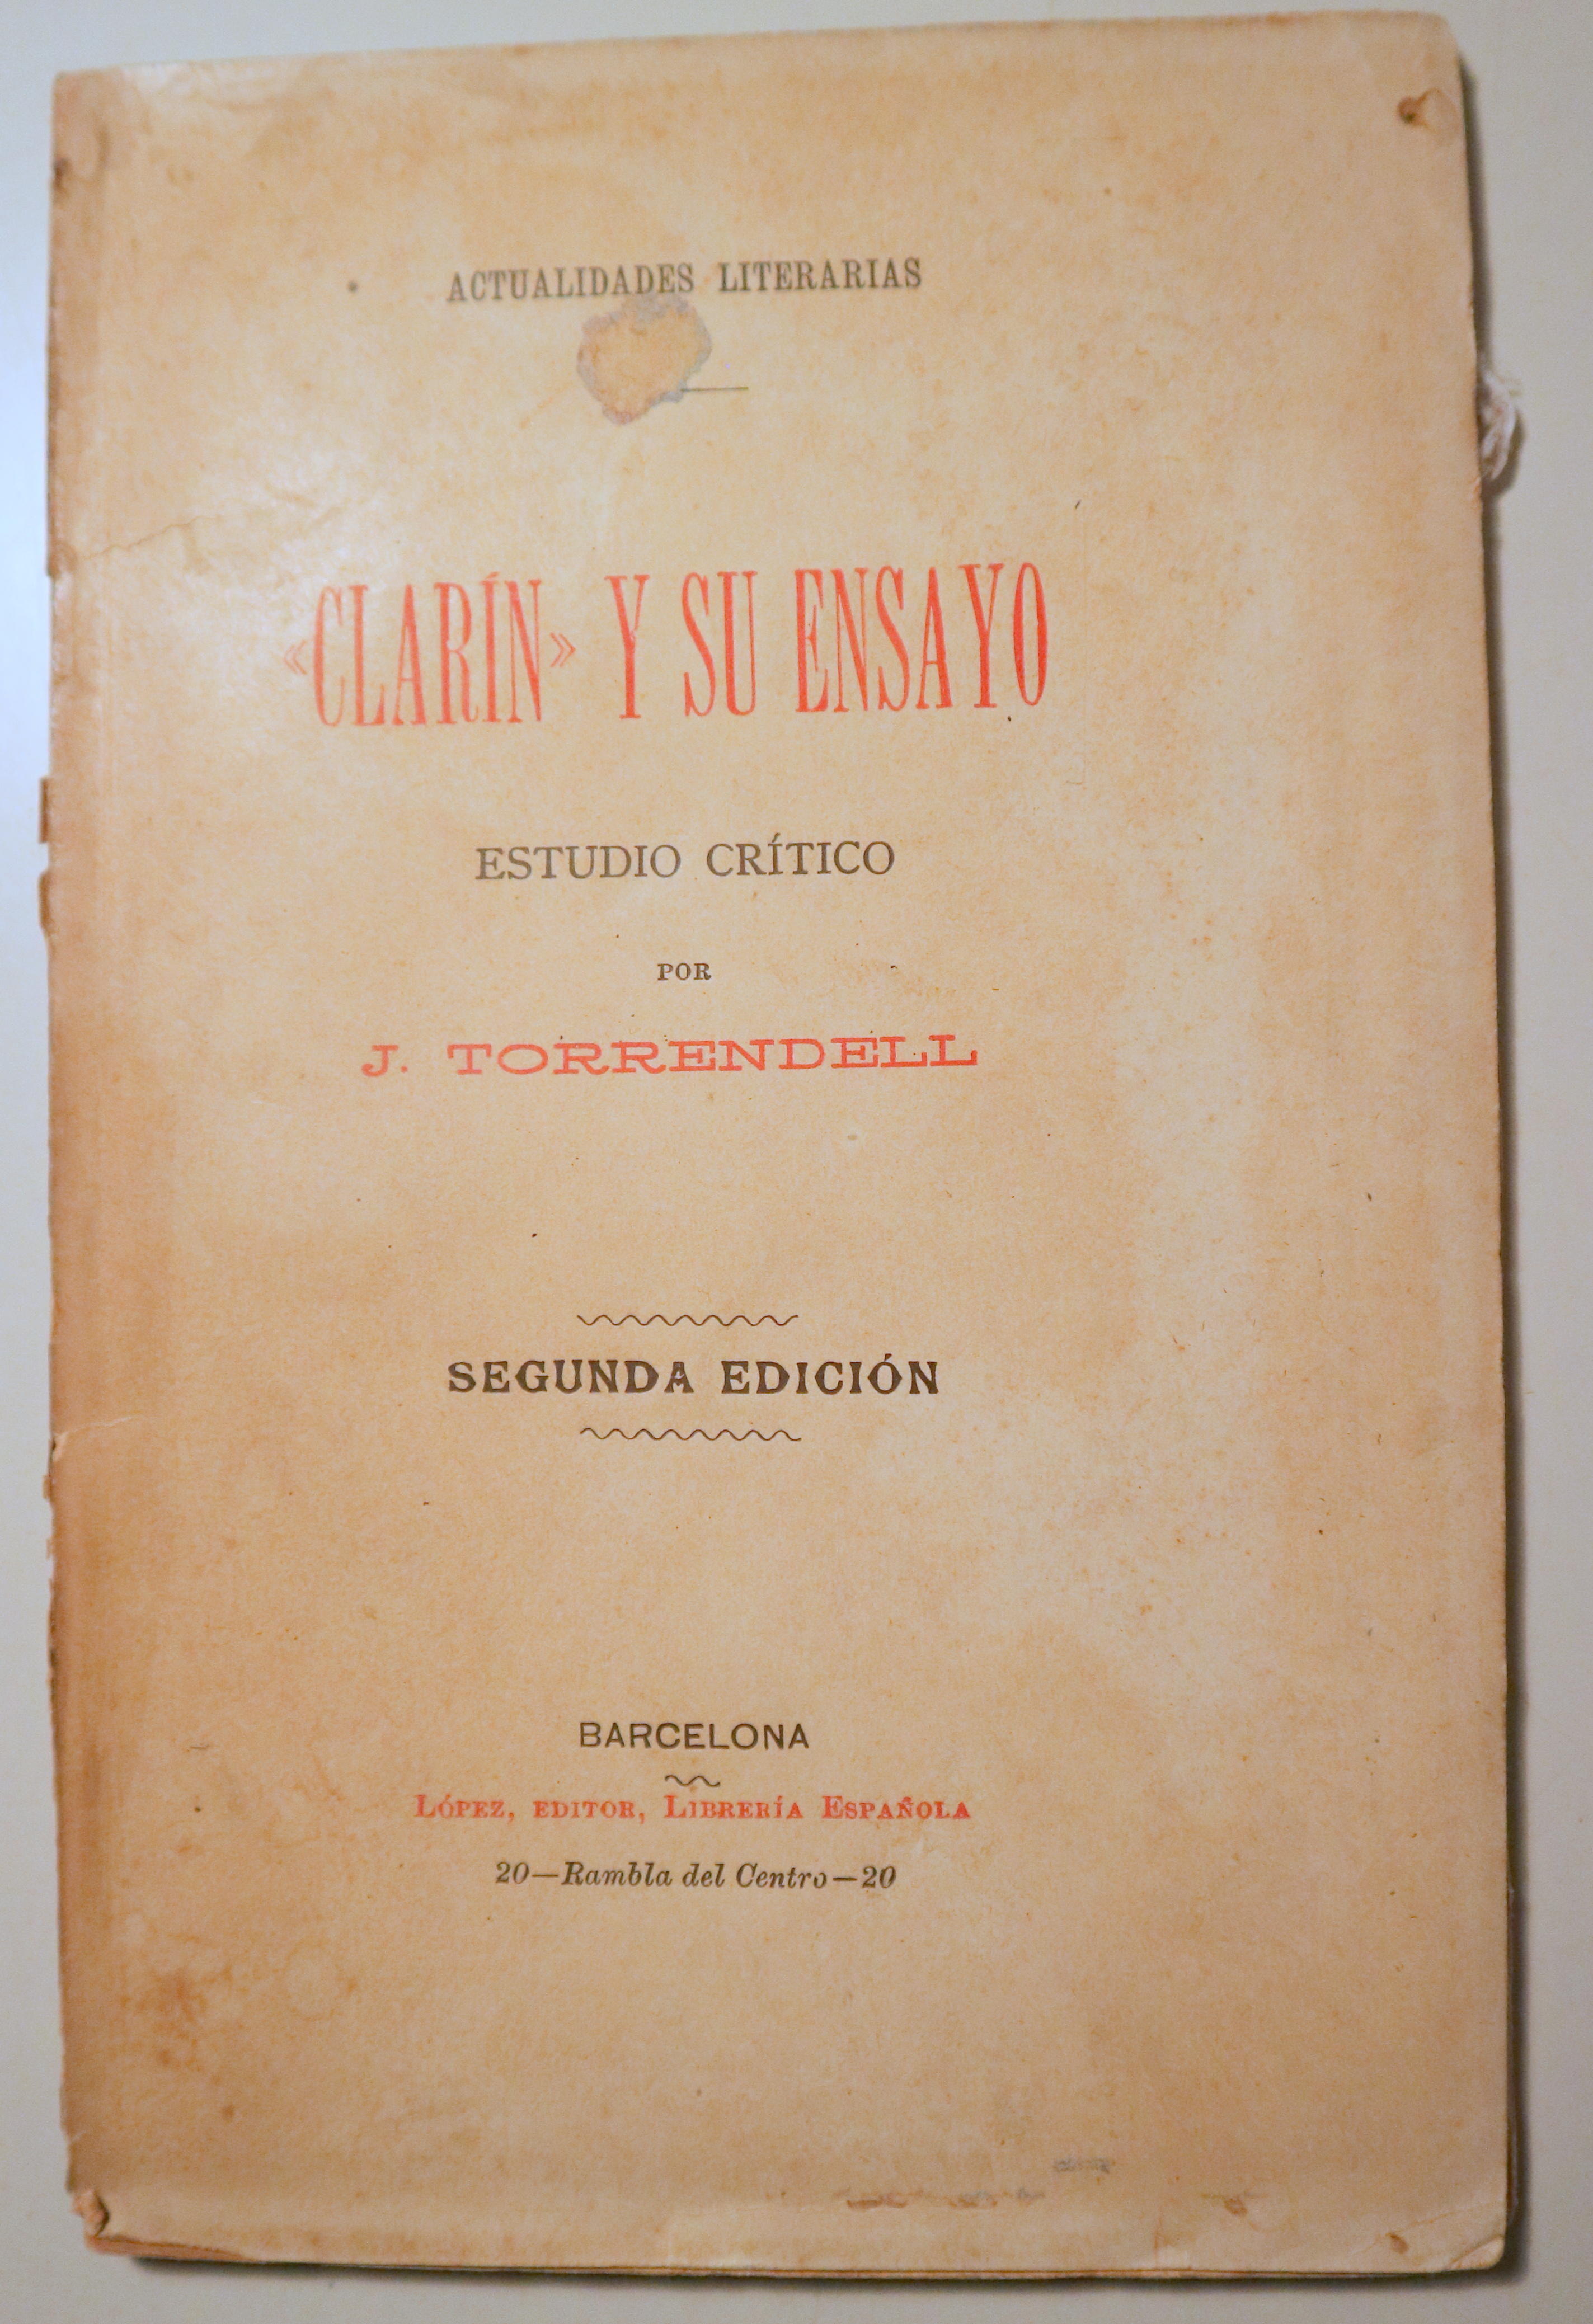 ACTUALIDADES LITERARIAS
«CLARÍN» Y SU ENSAYO
ESTUDIO CRÍTICO
POR
J. TORRENDELL
SEGUNDA EDICIÓN
BARCELONA
LÓPEZ, EDITOR, LIBRERÍA ESPAÑOLA
20—Rambla del Centro—20